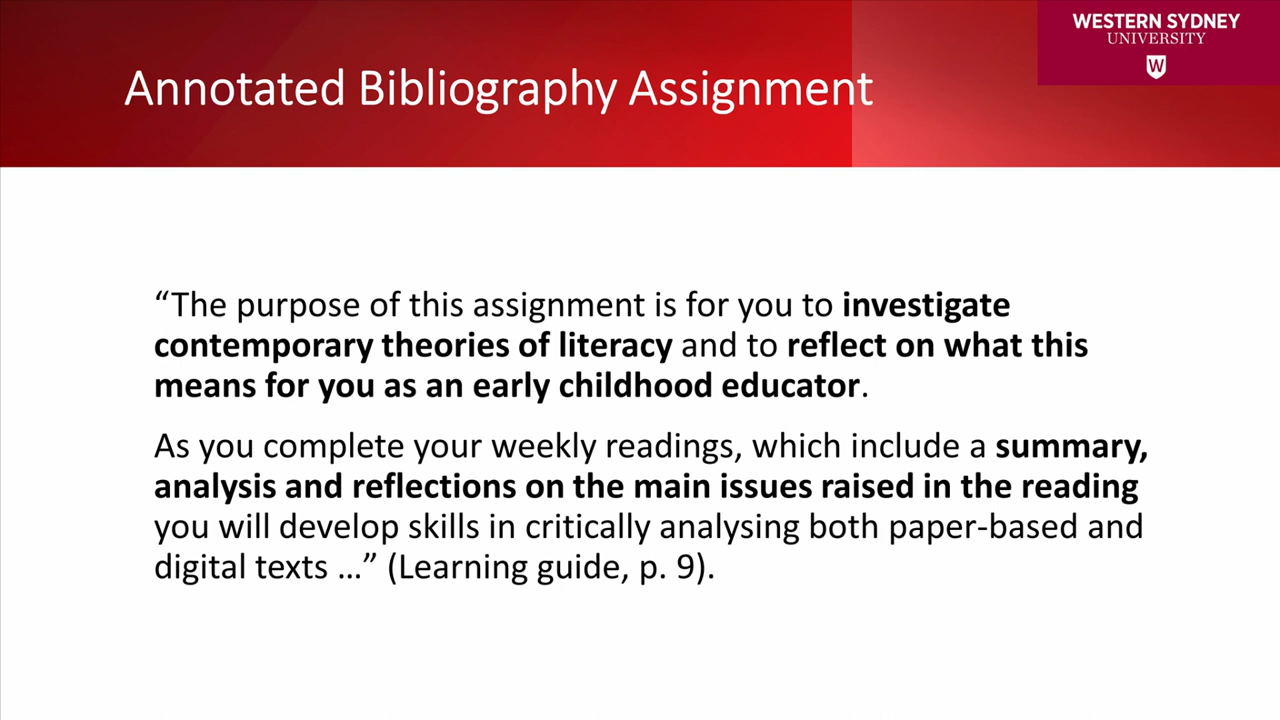 WESTERN SYDNEY
UNIVERSITY
W
Annotated Bibliography Assignment
“The purpose of this assignment is for you to investigate
contemporary theories of literacy and to reflect on what this
means for you as an early childhood educator.
As you complete your weekly readings, which include a summary,
analysis and reflections on the main issues raised in the reading
you will develop skills in critically analysing both paper-based and
digital texts …” (Learning guide, p. 9).